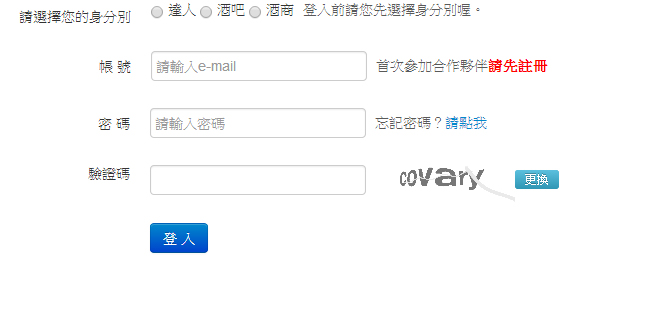 請選擇您的身分別 達人 酒吧 酒商 登入前請您先選擇身分別喔。
帳 號 請輸入e-mail 首次參加合作夥伴請先註冊
密 碼 請輸入密碼 忘記密碼？請點我
驗證碼 covary 更換
登 入